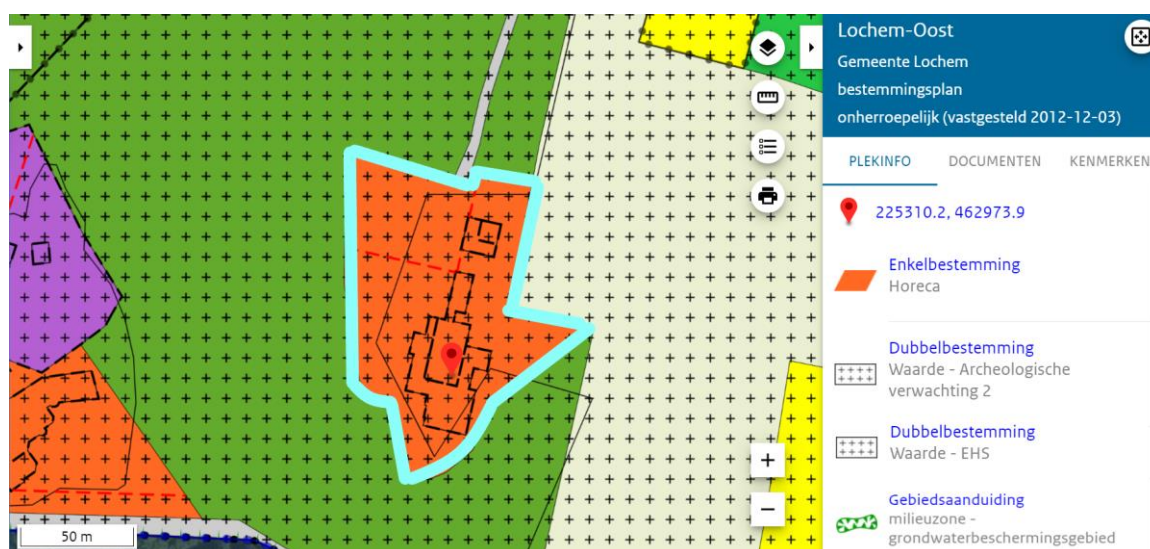 Lochem-Oost
Gemeente Lochem
bestemmingsplan
onherroepelijk (vastgesteld 2012-12-03)
PLEKINFO DOCUMENTEN KENMERKEN
225310.2, 462973.9
Enkelbestemming
Horeca
Dubbelbestemming
Waarde - Archeologische
verwachting 2
Dubbelbestemming
Waarde - EHS
Gebiedsaanduiding
milieuzone -
grondwaterbeschermingsgebied
50 m